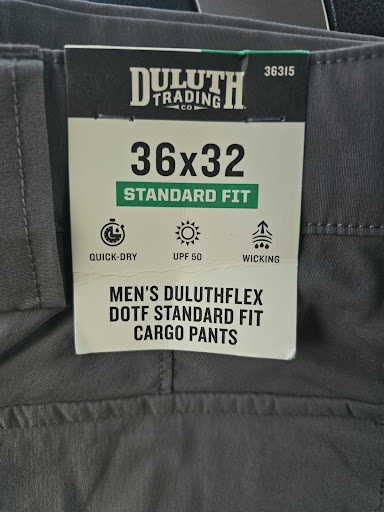 DULUTH
TRADING
CO
36315
36x32
STANDARD FIT
QUICK-DRY
UPF 50
WICKING
MEN'S DULUTHFLEX
DOTF STANDARD FIT
CARGO PANTS